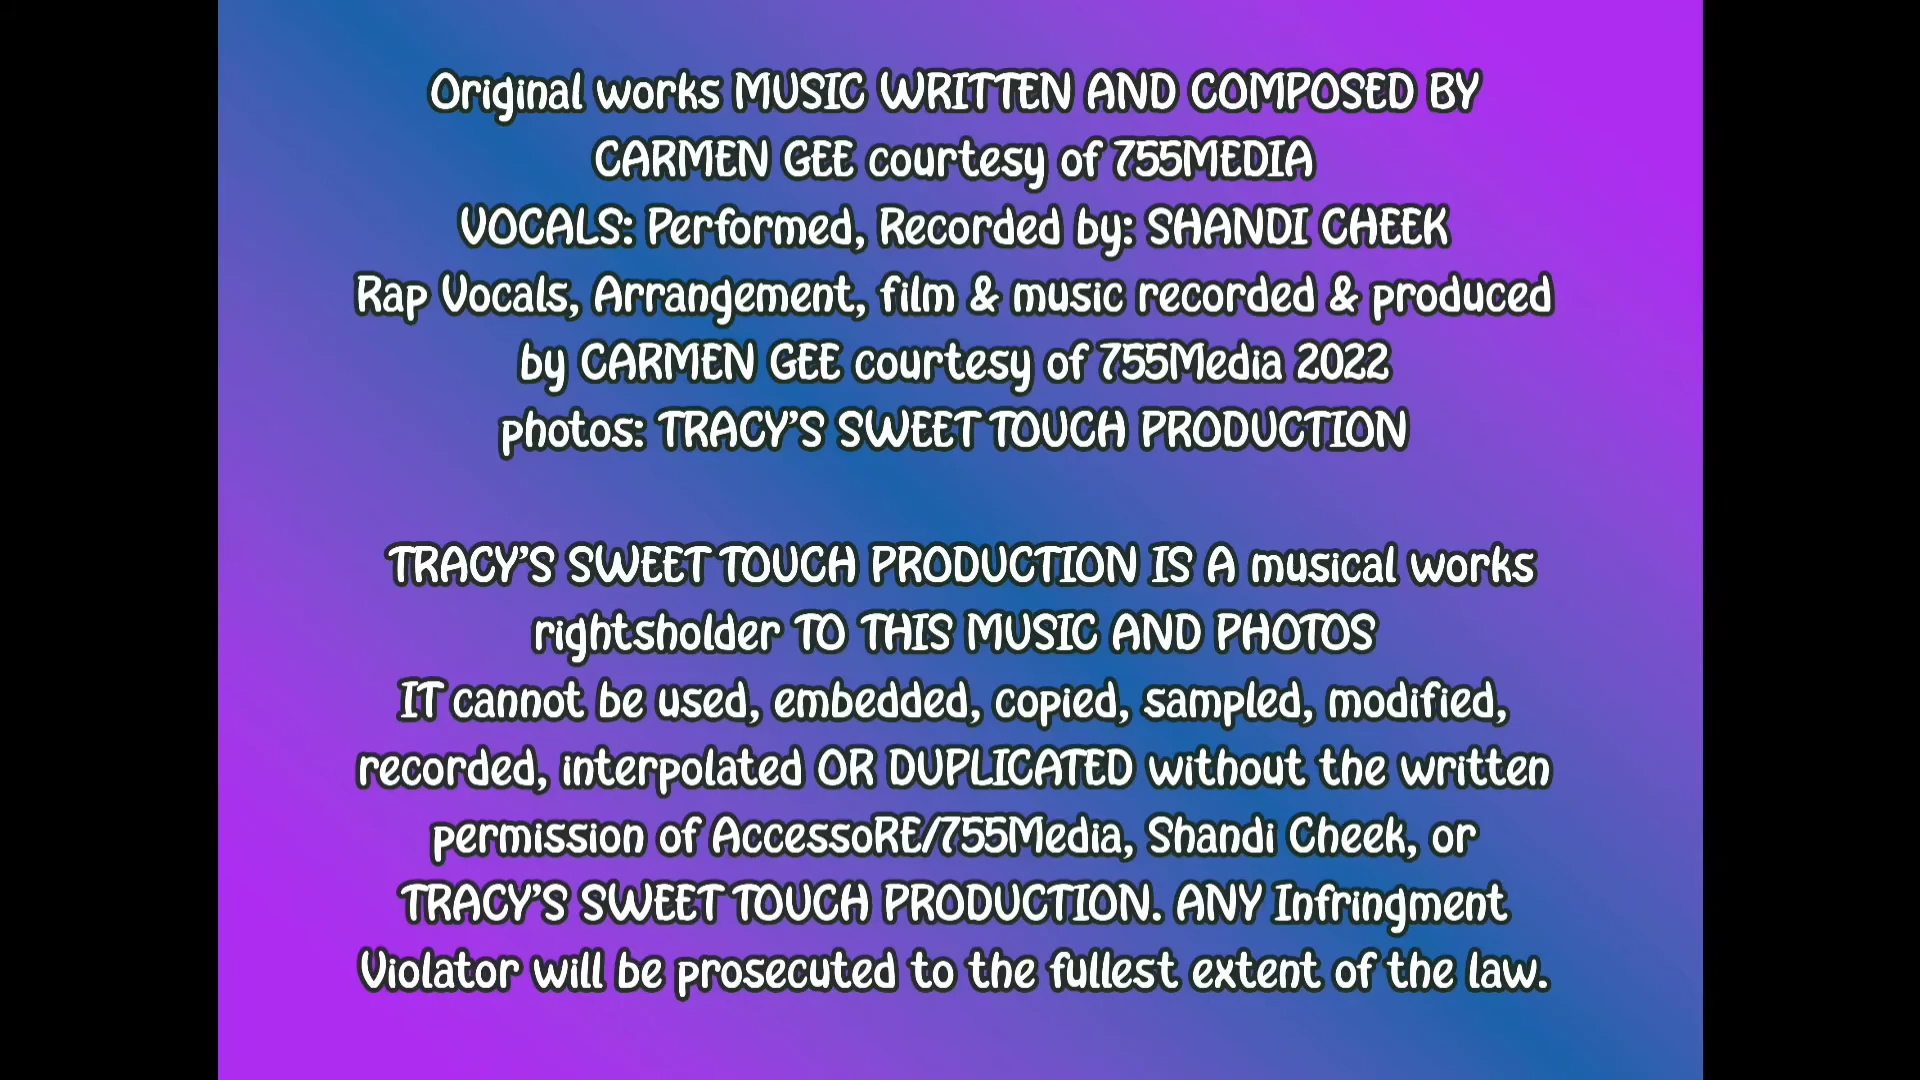 Original works MUSIC WRITTEN AND COMPOSED BY
CARMEN GEE courtesy of 755MEDIA
VOCALS: Performed, Recorded by: SHANDI CHEEK
Rap Vocals, Arrangement, film & music recorded & produced
by CARMEN GEE courtesy of 755Media 2022
photos: TRACY'S SWEET TOUCH PRODUCTION
TRACY'S SWEET TOUCH PRODUCTION IS A musical works
rightsholder TO THIS MUSIC AND PHOTOS
IT cannot be used, embedded, copied, sampled, modified,
recorded, interpolated OR DUPLICATED without the written
permission of AccessoRE/755Media, Shandi Cheek, or
TRACY'S SWEET TOUCH PRODUCTION. ANY Infringment
Violator will be prosecuted to the fullest extent of the law.